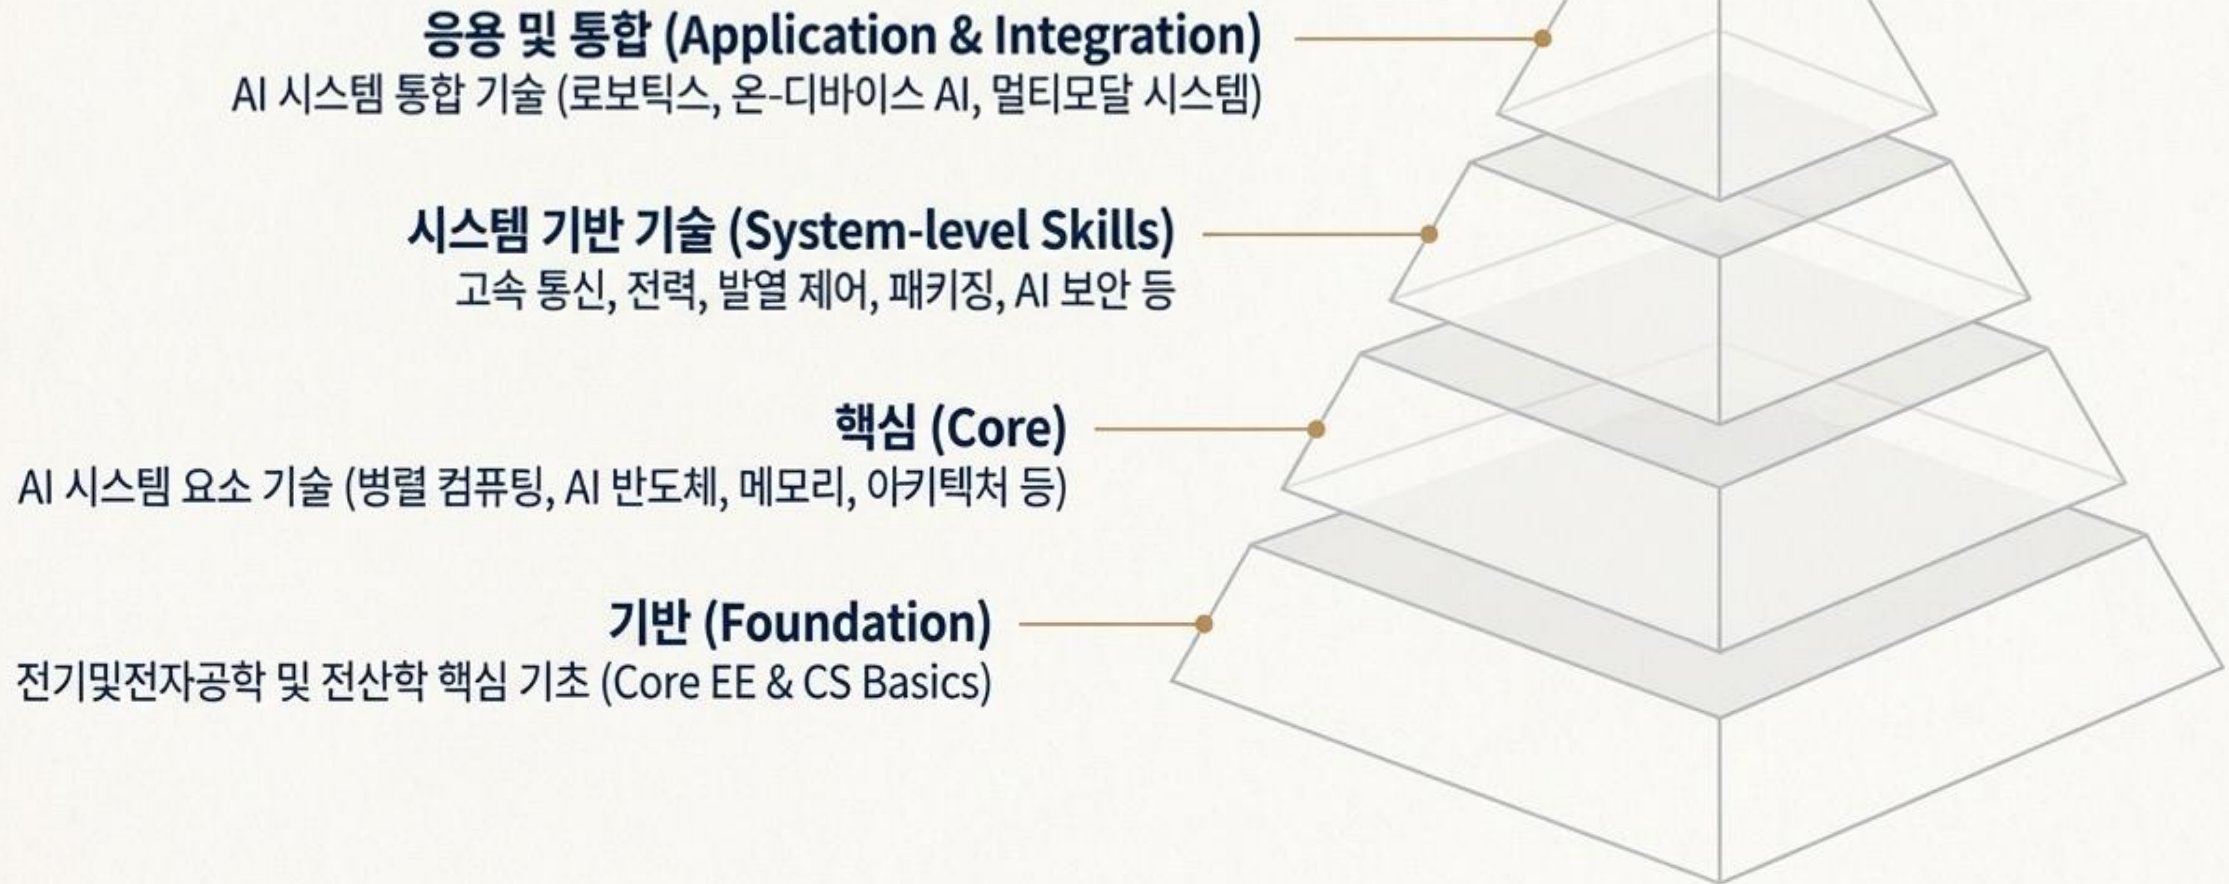 응용 및 통합 (Application & Integration)
AI 시스템 통합 기술 (로보틱스, 온-디바이스 AI, 멀티모달 시스템)
시스템 기반 기술 (System-level Skills)
고속 통신, 전력, 발열 제어, 패키징, AI 보안 등
핵심 (Core)
AI 시스템 요소 기술 (병렬 컴퓨팅, AI 반도체, 메모리, 아키텍처 등)
기반 (Foundation)
전기및전자공학 및 전산학 핵심 기초 (Core EE & CS Basics)